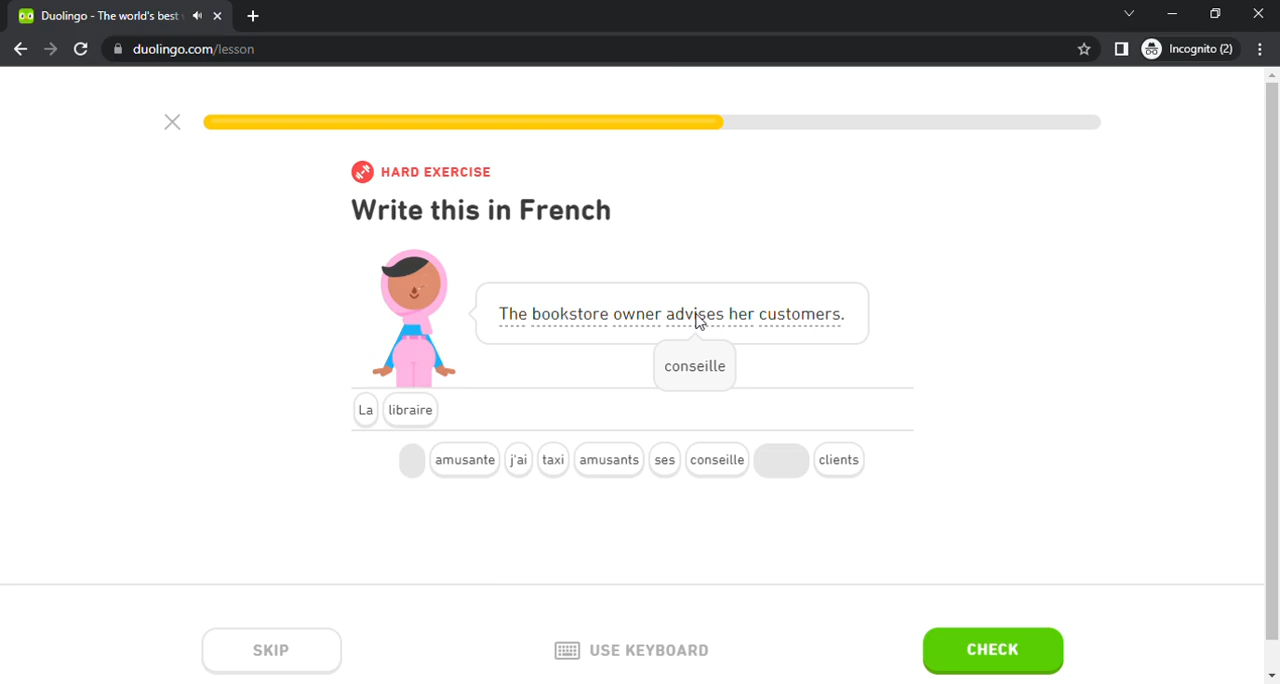 Duolingo - The world's best
duolingo.com/lesson
Incognito (2)
HARD EXERCISE
Write this in French
The bookstore owner advises her customers.
conseille
La libraire
amusante j'ai taxi amusants ses conseille clients
SKIP USE KEYBOARD CHECK